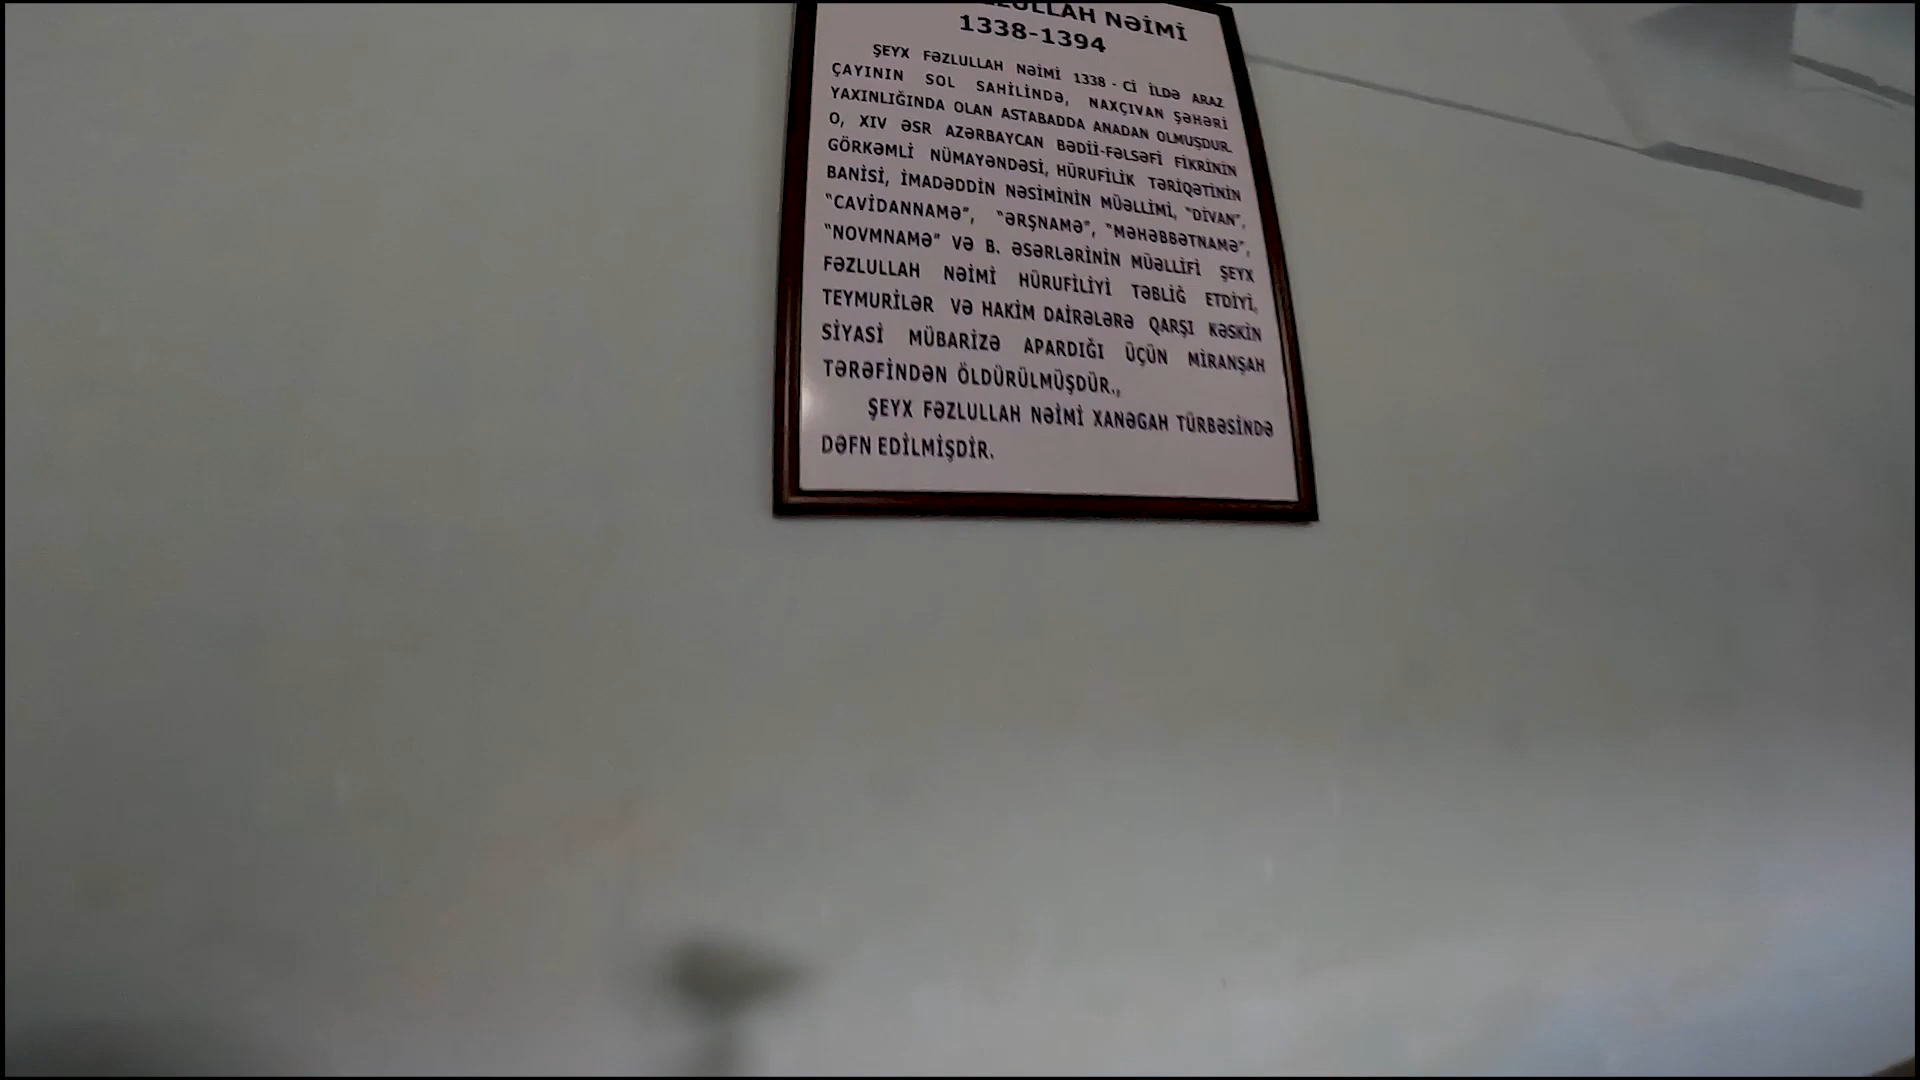 LLULLAH NƏİMİ
1338-1394
ŞEYX FƏZLULLAH NƏİMİ 1338 - Cİ İLDƏ ARAZ
ÇAYININ SOL SAHİLİNDƏ, NAXÇIVAN ŞƏHƏRİ
YAXINLIĞINDA OLAN ASTABADDA ANADAN OLMUŞDUR.
O, XIV ƏSR AZƏRBAYCAN BƏDİİ-FƏLSƏFİ FİKRİNİN
GÖRKƏMLİ NÜMAYƏNDƏSİ, HÜRUFİLİK TƏRİQƏTİNİN
BANİSİ, İMADƏDDİN NƏSİMİNİN MÜƏLLİMİ, "DİVAN",
"CAVİDANNAMƏ", "ƏRŞNAMƏ", "MƏHƏBBƏTNAMƏ",
"NOVMNAMƏ" VƏ B. ƏSƏRLƏRİNİN MÜƏLLİFİ ŞEYX
FƏZLULLAH NƏİMİ HÜRUFİLİYİ TƏBLİĞ ETDİYİ,
TEYMURİLƏR VƏ HAKİM DAİRƏLƏRƏ QARŞI KƏSKİN
SİYASİ MÜBARİZƏ APARDIĞI ÜÇÜN MİRANŞAH
TƏRƏFİNDƏN ÖLDÜRÜLMÜŞDÜR.,
ŞEYX FƏZLULLAH NƏİMİ XANƏGAH TÜRBƏSİNDƏ
DƏFN EDİLMİŞDİR.